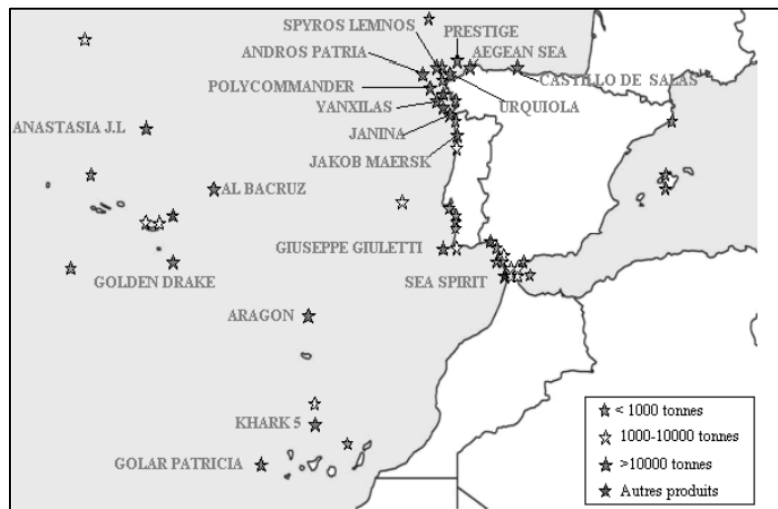 SPYROS LEMNOS
PRESTIGE
ANDROS PATRIA
AEGEAN SEA
POLYCOMMANDER
CASTILLO DE SALAS
YANXILAS
URQUIOLA
ANASTASIA J.L
JANINA
JAKOB MAERSK
AL BACRUZ
GIUSEPPE GIULETTI
GOLDEN DRAKE
SEA SPIRIT
ARAGON
KHARK 5
GOLAR PATRICIA
< 1000 tonnes
1000-10000 tonnes
>10000 tonnes
Autres produits